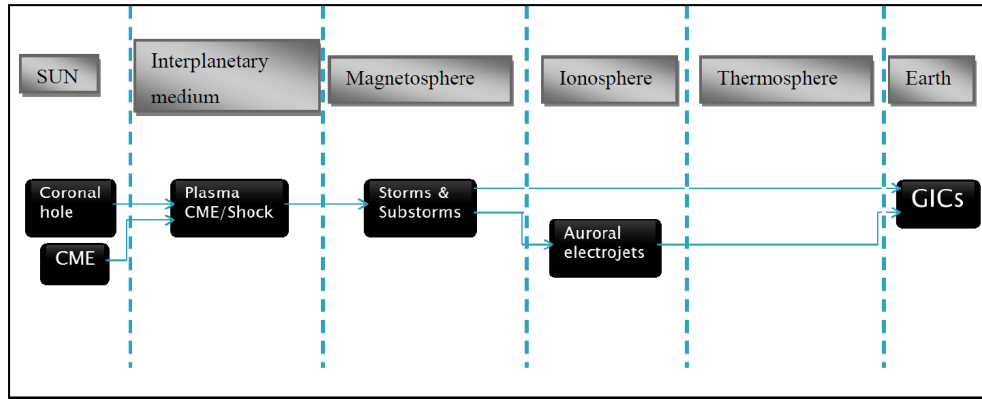 SUN
Interplanetary
medium
Magnetosphere
Ionosphere
Thermosphere
Earth
Coronal
hole
CME
Plasma
CME/Shock
Storms &
Substorms
Auroral
electrojets
GICs